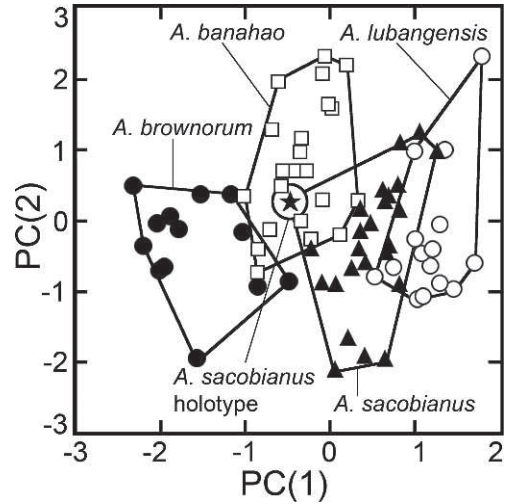 3
A. banahao
A. lubangensis
2
A. brownorum
1
PC(2)
0
-1
-2
A. sacobianus
holotype
A. sacobianus
-3
-3
-2
-1
0
1
2
PC(1)